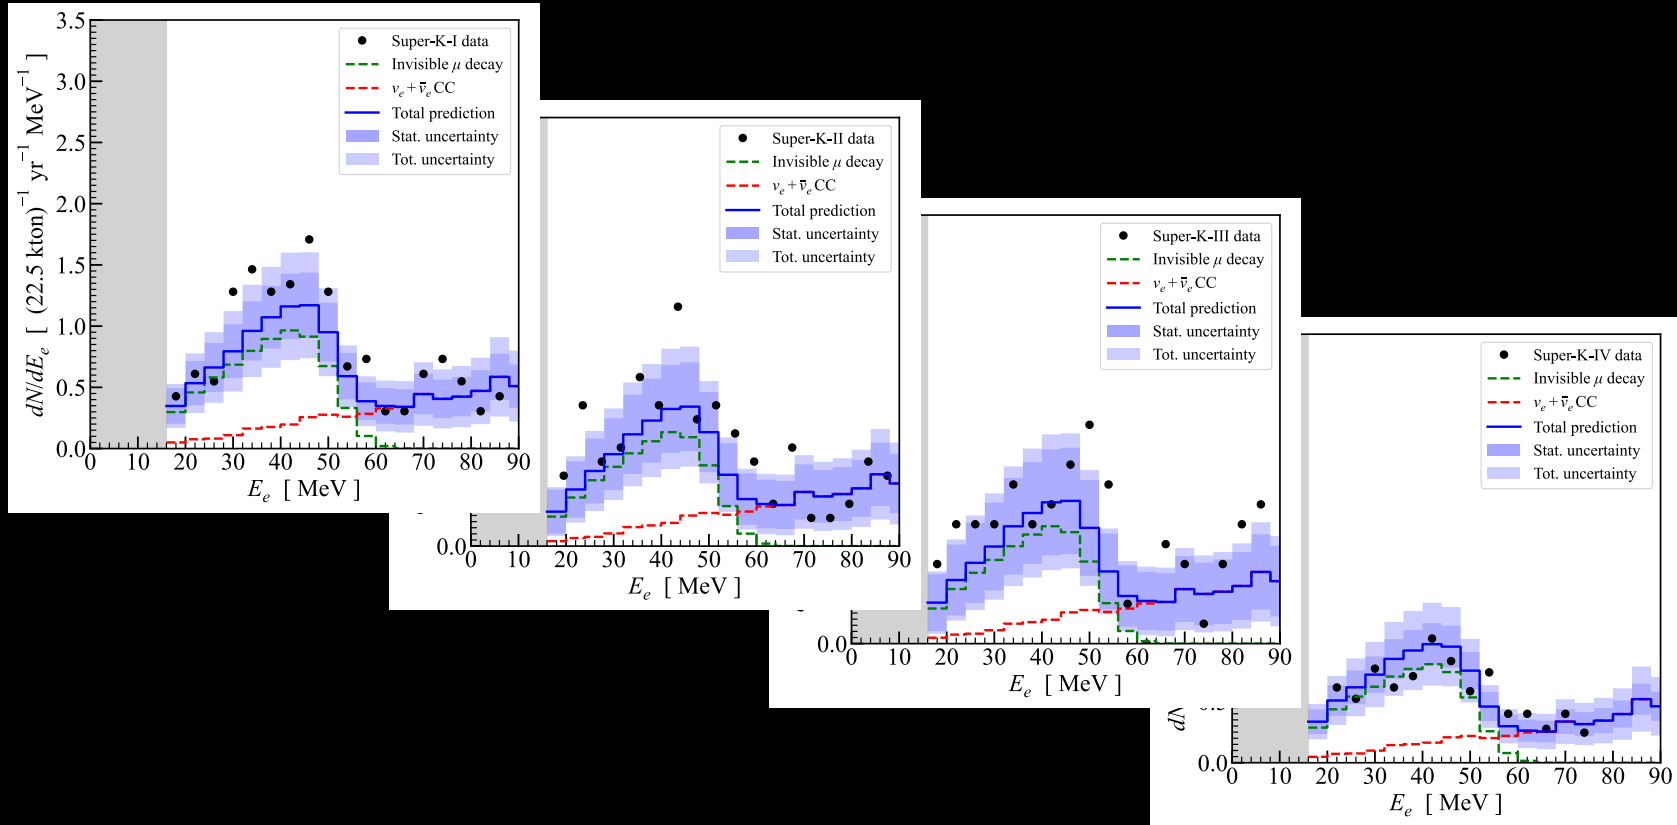 3.5
3.0
2.5
2.0
1.5
1.0
0.5
0.0
dN/dE_e [ (22.5 kton)^−1 yr^−1 MeV^−1 ]
Super-K-I data
Invisible μ decay
ν_e + ν̄_e CC
Total prediction
Stat. uncertainty
Tot. uncertainty
0 10 20 30 40 50 60 70 80 90
E_e [ MeV ]
Super-K-II data
Invisible μ decay
ν_e + ν̄_e CC
Total prediction
Stat. uncertainty
Tot. uncertainty
0.0
0 10 20 30 40 50 60 70 80 90
E_e [ MeV ]
Super-K-III data
Invisible μ decay
ν_e + ν̄_e CC
Total prediction
Stat. uncertainty
Tot. uncertainty
0.0
0 10 20 30 40 50 60 70 80 90
E_e [ MeV ]
Super-K-IV data
Invisible μ decay
ν_e + ν̄_e CC
Total prediction
Stat. uncertainty
Tot. uncertainty
0.0
0 10 20 30 40 50 60 70 80 90
E_e [ MeV ]